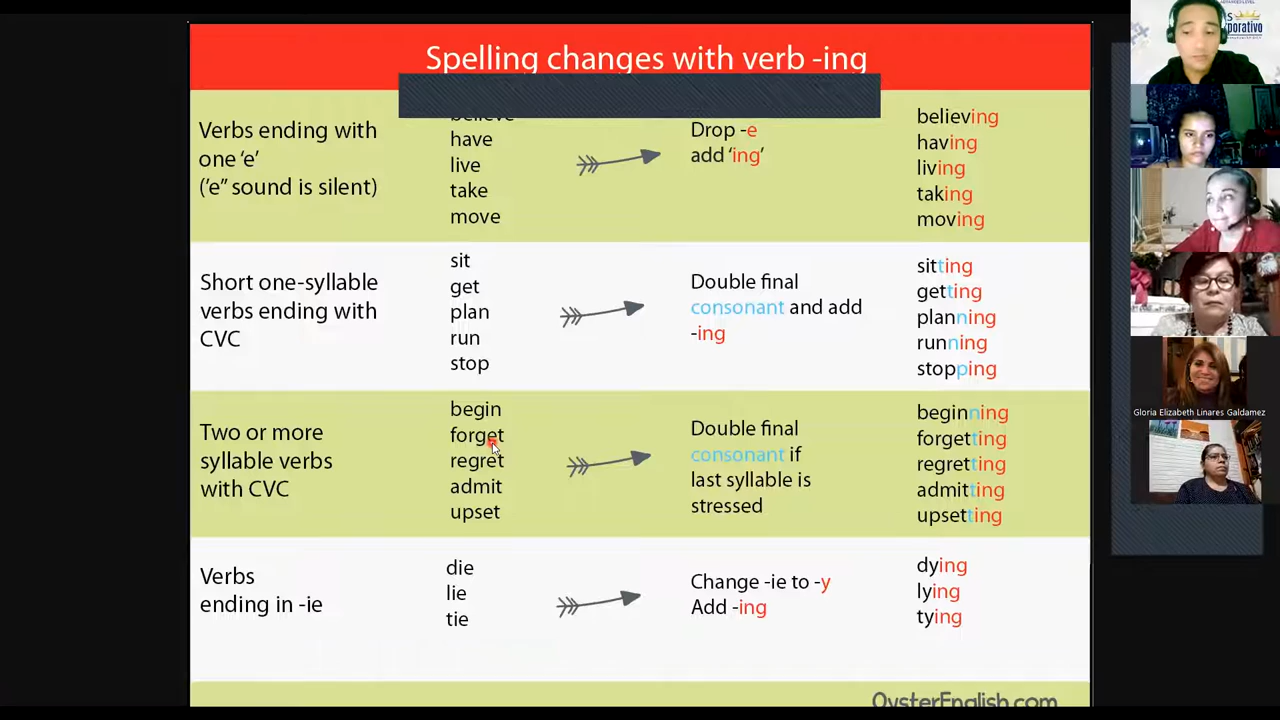 Spelling changes with verb -ing
Verbs ending with
one 'e'
('e" sound is silent)
believe
have
live
take
move
Drop -e
add 'ing'
believing
having
living
taking
moving
Short one-syllable
verbs ending with
CVC
sit
get
plan
run
stop
Double final
consonant and add
-ing
sitting
getting
planning
running
stopping
Two or more
syllable verbs
with CVC
begin
forget
regret
admit
upset
Double final
consonant if
last syllable is
stressed
beginning
forgetting
regretting
admitting
upsetting
Verbs
ending in -ie
die
lie
tie
Change -ie to -y
Add -ing
dying
lying
tying
OysterEnglish.com
Gloria Elizabeth Linares Galdamez